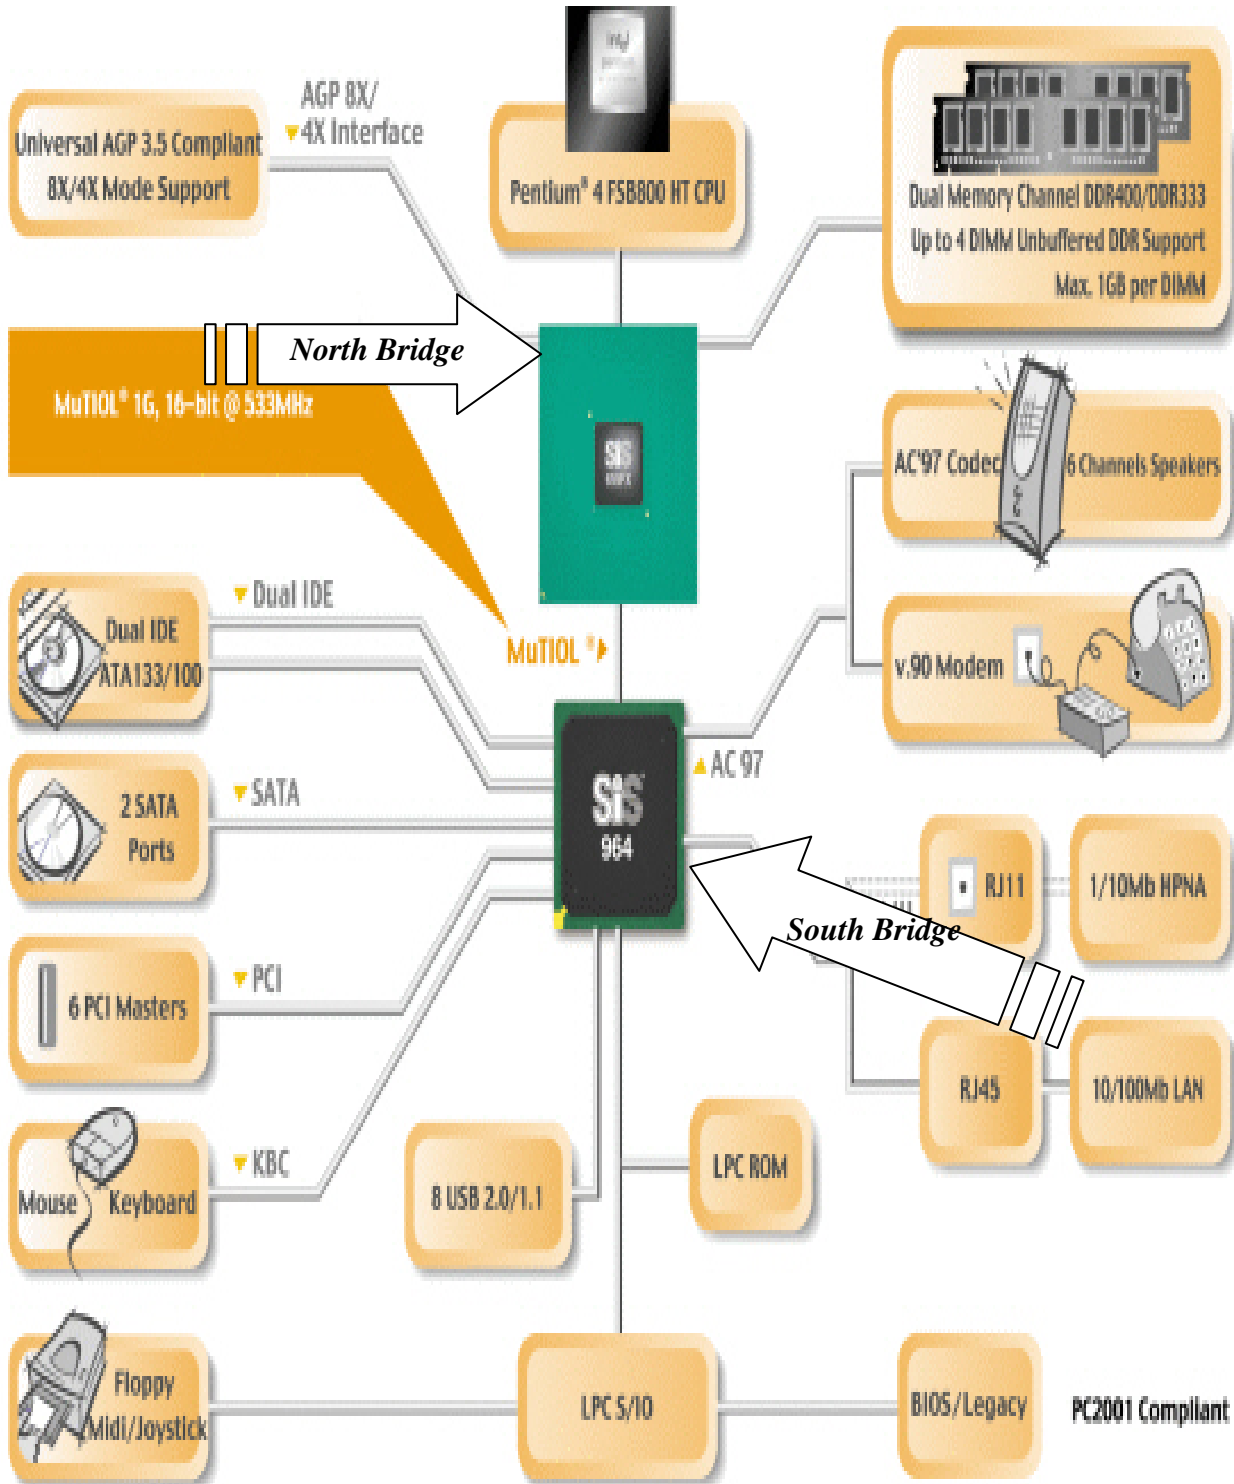 intel
pentium
AGP 8X/
4X Interface
Universal AGP 3.5 Compliant
8X/4X Mode Support
Pentium® 4 FSB800 HT CPU
Dual Memory Channel DDR400/DDR333
Up to 4 DIMM Unbuffered DDR Support
Max. 1GB per DIMM
North Bridge
MuTIOL® 1G, 16-bit @ 533MHz
SiS
AC'97 Codec
6 Channels Speakers
Dual IDE
Dual IDE
ATA133/100
MuTIOL ®
v.90 Modem
AC 97
SATA
2 SATA
Ports
SiS
964
RJ11
1/10Mb HPNA
South Bridge
PCI
6 PCI Masters
RJ45
10/100Mb LAN
KBC
Mouse
Keyboard
8 USB 2.0/1.1
LPC ROM
Floppy
Midi/Joystick
LPC S/IO
BIOS/Legacy
PC2001 Compliant